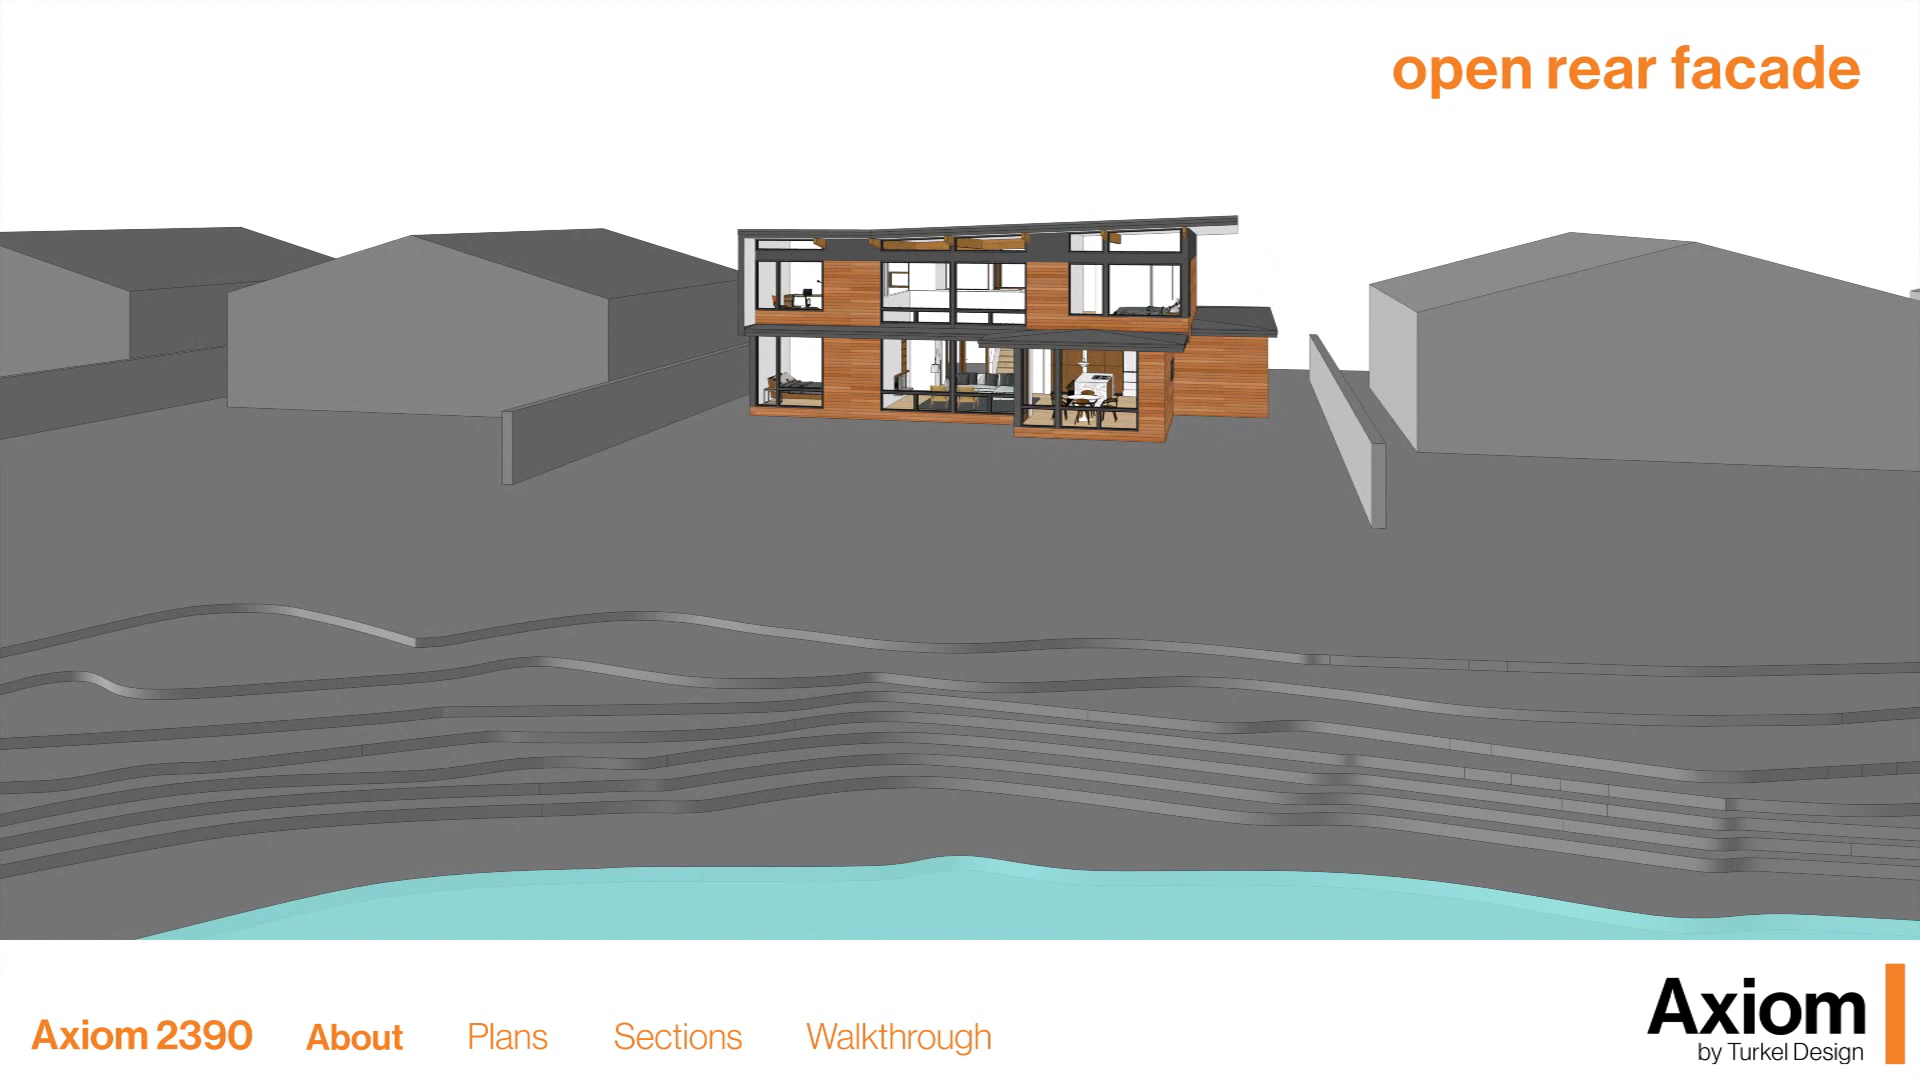 open rear facade
Axiom 2390 About Plans Sections Walkthrough
Axiom
by Turkel Design